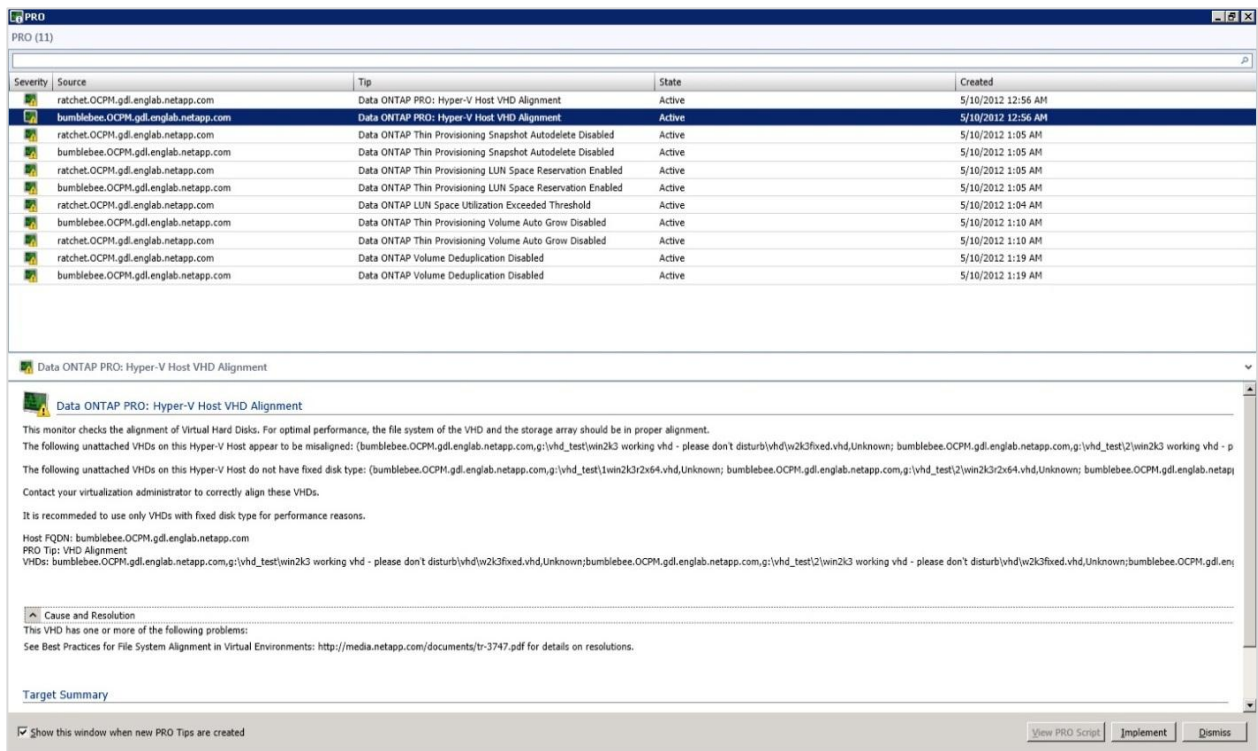 PRO
PRO (11)
Severity Source Tip State Created
ratchet.OCPM.gdl.englab.netapp.com Data ONTAP PRO: Hyper-V Host VHD Alignment Active 5/10/2012 12:56 AM
bumblebee.OCPM.gdl.englab.netapp.com Data ONTAP PRO: Hyper-V Host VHD Alignment Active 5/10/2012 12:56 AM
ratchet.OCPM.gdl.englab.netapp.com Data ONTAP Thin Provisioning Snapshot Autodelete Disabled Active 5/10/2012 1:05 AM
bumblebee.OCPM.gdl.englab.netapp.com Data ONTAP Thin Provisioning Snapshot Autodelete Disabled Active 5/10/2012 1:05 AM
ratchet.OCPM.gdl.englab.netapp.com Data ONTAP Thin Provisioning LUN Space Reservation Enabled Active 5/10/2012 1:05 AM
bumblebee.OCPM.gdl.englab.netapp.com Data ONTAP Thin Provisioning LUN Space Reservation Enabled Active 5/10/2012 1:05 AM
ratchet.OCPM.gdl.englab.netapp.com Data ONTAP LUN Space Utilization Exceeded Threshold Active 5/10/2012 1:04 AM
bumblebee.OCPM.gdl.englab.netapp.com Data ONTAP Thin Provisioning Volume Auto Grow Disabled Active 5/10/2012 1:10 AM
ratchet.OCPM.gdl.englab.netapp.com Data ONTAP Thin Provisioning Volume Auto Grow Disabled Active 5/10/2012 1:10 AM
ratchet.OCPM.gdl.englab.netapp.com Data ONTAP Volume Deduplication Disabled Active 5/10/2012 1:19 AM
bumblebee.OCPM.gdl.englab.netapp.com Data ONTAP Volume Deduplication Disabled Active 5/10/2012 1:19 AM
Data ONTAP PRO: Hyper-V Host VHD Alignment
Data ONTAP PRO: Hyper-V Host VHD Alignment
This monitor checks the alignment of Virtual Hard Disks. For optimal performance, the file system of the VHD and the storage array should be in proper alignment.
The following unattached VHDs on this Hyper-V Host appear to be misaligned: (bumblebee.OCPM.gdl.englab.netapp.com,g:\vhd_test\win2k3 working vhd - please don't disturb\vhd\w2k3fixed.vhd,Unknown; bumblebee.OCPM.gdl.englab.netapp.com,g:\vhd_test\2\win2k3 working vhd - p
The following unattached VHDs on this Hyper-V Host do not have fixed disk type: (bumblebee.OCPM.gdl.englab.netapp.com,g:\vhd_test\1win2k3r2x64.vhd,Unknown; bumblebee.OCPM.gdl.englab.netapp.com,g:\vhd_test\2\win2k3r2x64.vhd,Unknown; bumblebee.OCPM.gdl.englab.netapp
Contact your virtualization administrator to correctly align these VHDs.
It is recommeded to use only VHDs with fixed disk type for performance reasons.
Host FQDN: bumblebee.OCPM.gdl.englab.netapp.com
PRO Tip: VHD Alignment
VHDs: bumblebee.OCPM.gdl.englab.netapp.com,g:\vhd_test\win2k3 working vhd - please don't disturb\vhd\w2k3fixed.vhd,Unknown;bumblebee.OCPM.gdl.englab.netapp.com,g:\vhd_test\2\win2k3 working vhd - please don't disturb\vhd\w2k3fixed.vhd,Unknown;bumblebee.OCPM.gdl.eng
Cause and Resolution
This VHD has one or more of the following problems:
See Best Practices for File System Alignment in Virtual Environments: http://media.netapp.com/documents/tr-3747.pdf for details on resolutions.
Target Summary
Show this window when new PRO Tips are created View PRO Script Implement Dismiss